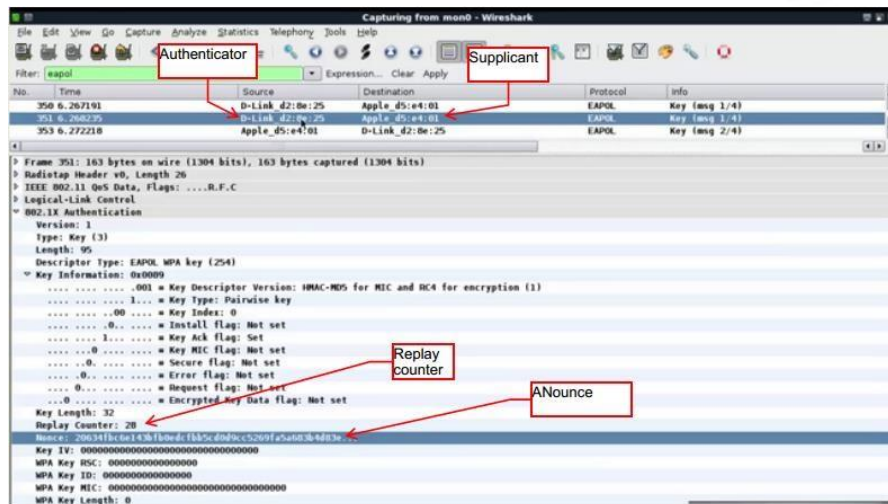 Capturing from mon0 - Wireshark
File Edit View Go Capture Analyze Statistics Telephony Tools Help
Authenticator
Supplicant
Filter: eapol Expression... Clear Apply
No. Time Source Destination Protocol Info
350 6.267191 D-Link_d2:8e:25 Apple_d5:e4:01 EAPOL Key (msg 1/4)
351 6.268235 D-Link_d2:8e:25 Apple_d5:e4:01 EAPOL Key (msg 1/4)
353 6.272218 Apple_d5:e4:01 D-Link_d2:8e:25 EAPOL Key (msg 2/4)
Frame 351: 163 bytes on wire (1304 bits), 163 bytes captured (1304 bits)
Radiotap Header v0, Length 26
IEEE 802.11 QoS Data, Flags: ....R.F.C
Logical-Link Control
802.1X Authentication
Version: 1
Type: Key (3)
Length: 95
Descriptor Type: EAPOL WPA key (254)
Key Information: 0x0009
.... .... .... .001 = Key Descriptor Version: HMAC-MD5 for MIC and RC4 for encryption (1)
.... .... .... 1... = Key Type: Pairwise key
.... .... ..00 .... = Key Index: 0
.... .... .0.. .... = Install flag: Not set
.... .... 1... .... = Key Ack flag: Set
.... ...0 .... .... = Key MIC flag: Not set
.... ..0. .... .... = Secure flag: Not set
.... .0.. .... .... = Error flag: Not set
.... 0... .... .... = Request flag: Not set
...0 .... .... .... = Encrypted Key Data flag: Not set
Replay
counter
ANounce
Key Length: 32
Replay Counter: 28
Nonce: 20634fbc6e143bfb0edcfbb5cd0d9cc5269fa5a683b4d83e...
Key IV: 00000000000000000000000000000000
WPA Key RSC: 0000000000000000
WPA Key ID: 0000000000000000
WPA Key MIC: 00000000000000000000000000000000
WPA Key Length: 0